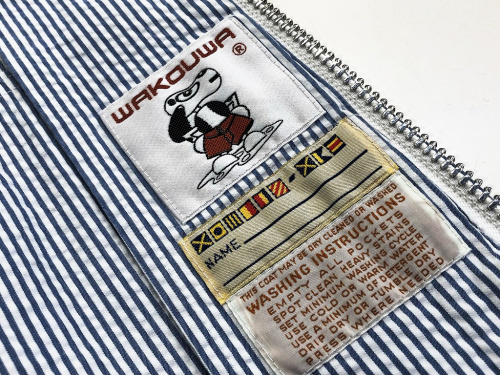 WAKOUWA®
NAME
THIS COAT MAY BE DRY CLEANED OR WASHED
WASHING INSTRUCTIONS
EMPTY ALL POCKETS
SPOT CLEAN HEAVY
SET MINIMUM WASHING CYCLE
USE COLD OR WARM WATER
USE A MINIMUM OF DETERGENT
DRIP DRY OR TUMBLE DRY
PRESS WHERE NEEDED